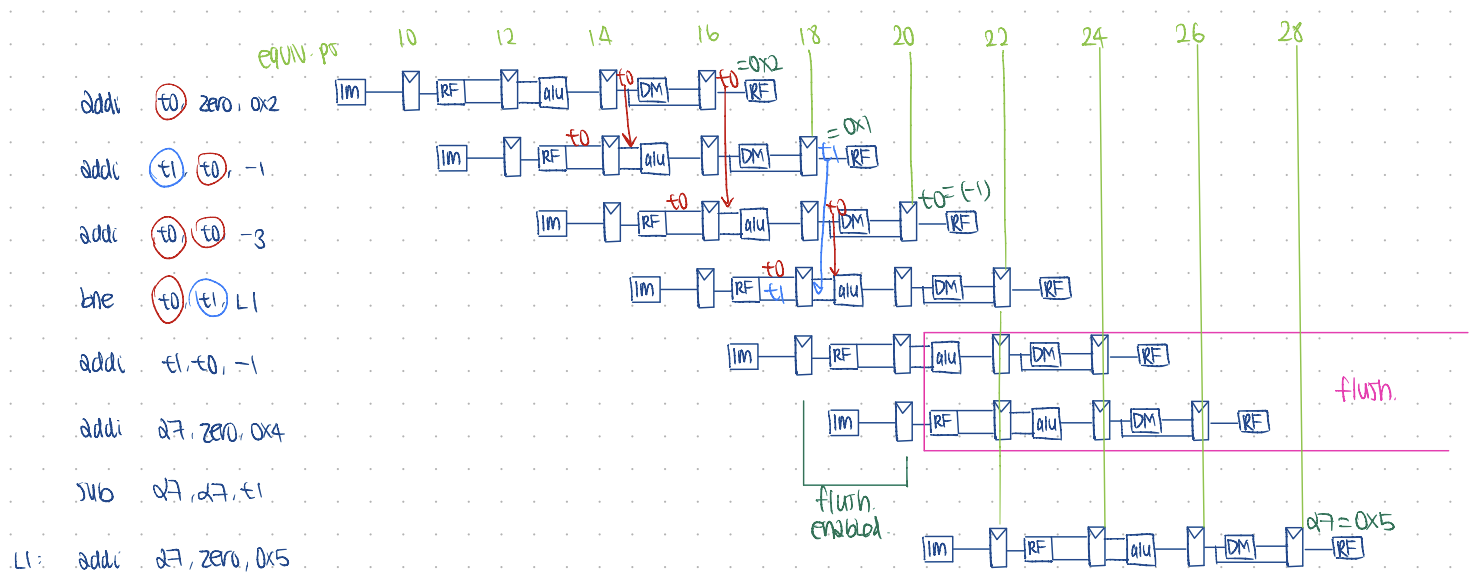 equiv. ps 10 12 14 16 18 20 22 24 26 28
addi t0, zero, 0x2 Im RF alu t0 DM t0 =0x2 RF
addi t1, t0, -1 Im RF t0 alu DM t1 =0x1 RF
addi t0, t0, -3 Im RF t0 alu t0 DM t0=(-1) RF
bne t0, t1, L1 Im RF t0 t1 alu DM RF
addi t1, t0, -1 Im RF alu DM RF
flush.
addi a7, zero, 0x4 Im RF alu DM RF
sub a7, a7, t1
flush
enabled
a7=0x5
L1: addi a7, zero, 0x5 Im RF alu DM RF